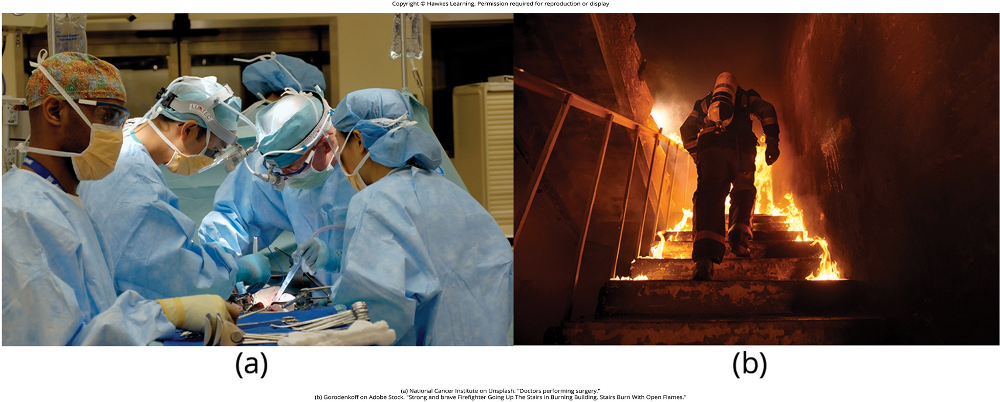 Copyright © Hawkes Learning. Permission required for reproduction or display
LUXTEC
(a)
(b)
(a) National Cancer Institute on Unsplash. "Doctors performing surgery."
(b) Gorodenkoff on Adobe Stock. "Strong and brave Firefighter Going Up The Stairs in Burning Building. Stairs Burn With Open Flames."